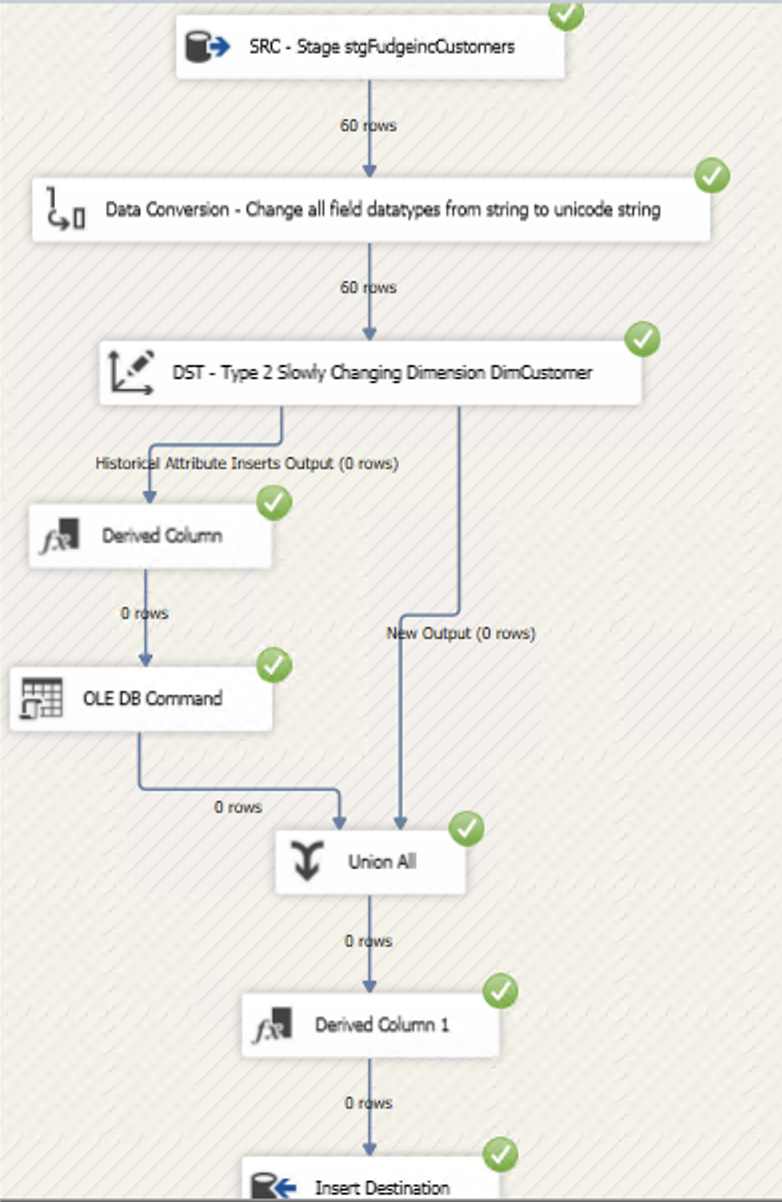 SRC - Stage stgFudgeincCustomers
60 rows
Data Conversion - Change all field datatypes from string to unicode string
60 rows
DST - Type 2 Slowly Changing Dimension DimCustomer
Historical Attribute Inserts Output (0 rows)
Derived Column
0 rows
New Output (0 rows)
OLE DB Command
0 rows
Union All
0 rows
Derived Column 1
0 rows
Insert Destination